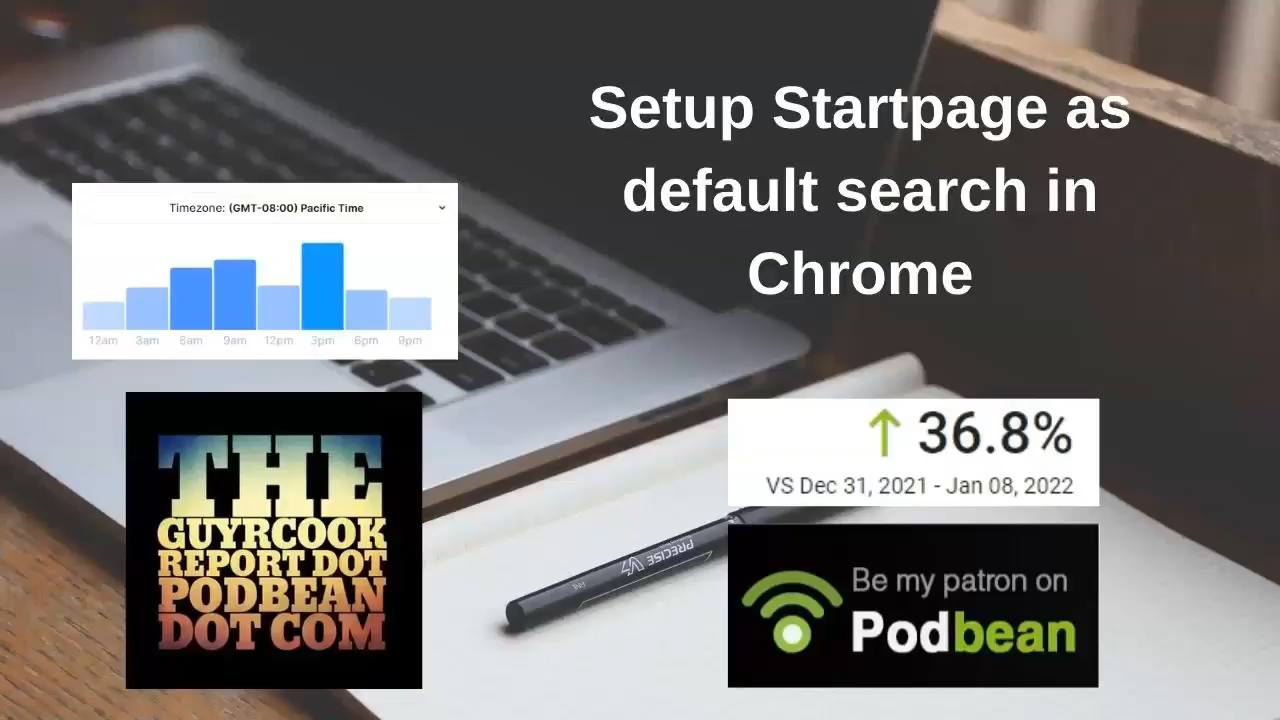 Setup Startpage as
default search in
Chrome
Timezone: (GMT-08:00) Pacific Time
12am 3am 6am 9am 12pm 3pm 6pm 9pm
THE
GUYRCOOK
REPORT DOT
PODBEAN
DOT COM
36.8%
VS Dec 31, 2021 - Jan 08, 2022
PRECISE V7
FINE
Be my patron on
Podbean